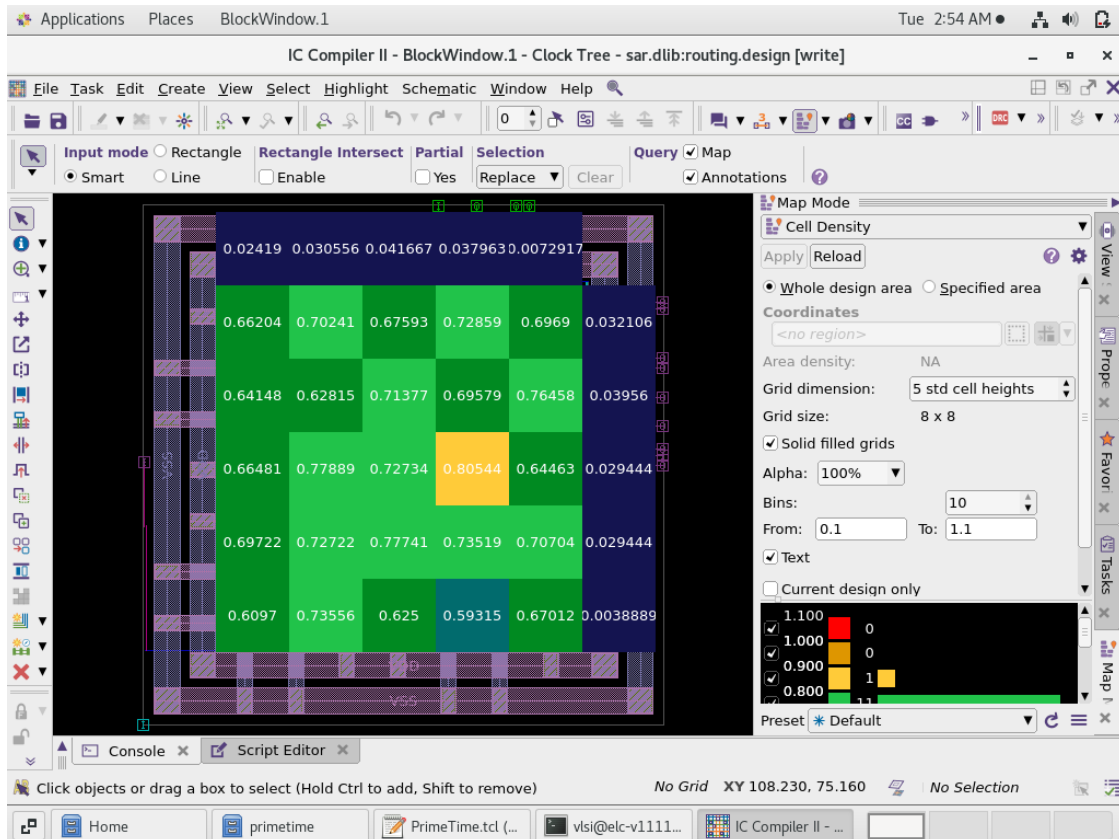 Applications Places BlockWindow.1 Tue 2:54 AM
IC Compiler II - BlockWindow.1 - Clock Tree - sar.dlib:routing.design [write]
File Task Edit Create View Select Highlight Schematic Window Help
0 CC DRC
Input mode Rectangle Rectangle Intersect Partial Selection Query Map
Smart Line Enable Yes Replace Clear Annotations
Map Mode
Cell Density
Apply Reload
Whole design area Specified area
Coordinates
<no region>
Area density: NA
Grid dimension: 5 std cell heights
Grid size: 8 x 8
Solid filled grids
Alpha: 100%
Bins: 10
From: 0.1 To: 1.1
Text
Current design only
1.100
0
1.000
0
0.900
1
0.800
11
Preset Default
View
Prope
Favori
Tasks
0.02419 0.030556 0.041667 0.037963 0.0072917
0.66204 0.70241 0.67593 0.72859 0.6969 0.032106
0.64148 0.62815 0.71377 0.69579 0.76458 0.03956
0.66481 0.77889 0.72734 0.80544 0.64463 0.029444
0.69722 0.72722 0.77741 0.73519 0.70704 0.029444
0.6097 0.73556 0.625 0.59315 0.67012 0.0038889
VSS
VSS
Console Script Editor
Click objects or drag a box to select (Hold Ctrl to add, Shift to remove) No Grid XY 108.230, 75.160 No Selection
Home primetime PrimeTime.tcl (... vlsi@elc-v1111... IC Compiler II - ...